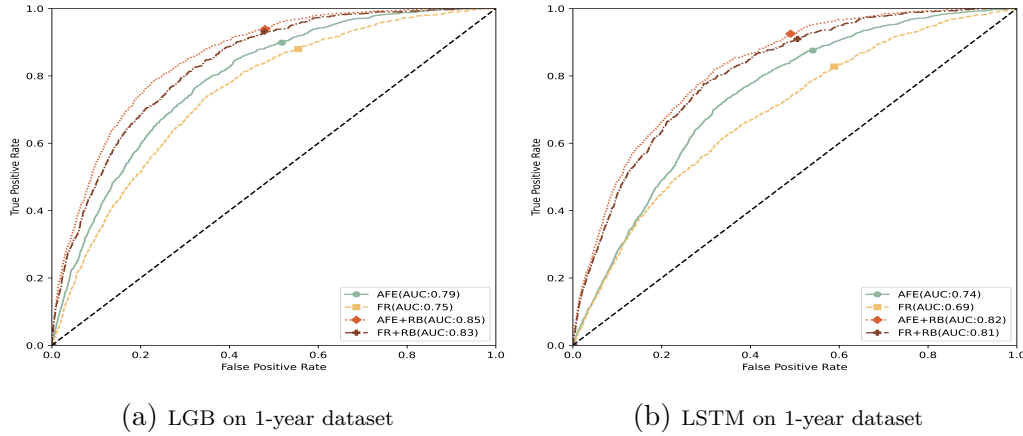 1.0
0.8
0.6
0.4
0.2
0.0
True Positive Rate
0.0 0.2 0.4 0.6 0.8 1.0
False Positive Rate
AFE(AUC:0.79)
FR(AUC:0.75)
AFE+RB(AUC:0.85)
FR+RB(AUC:0.83)
(a) LGB on 1-year dataset
1.0
0.8
0.6
0.4
0.2
0.0
True Positive Rate
0.0 0.2 0.4 0.6 0.8 1.0
False Positive Rate
AFE(AUC:0.74)
FR(AUC:0.69)
AFE+RB(AUC:0.82)
FR+RB(AUC:0.81)
(b) LSTM on 1-year dataset